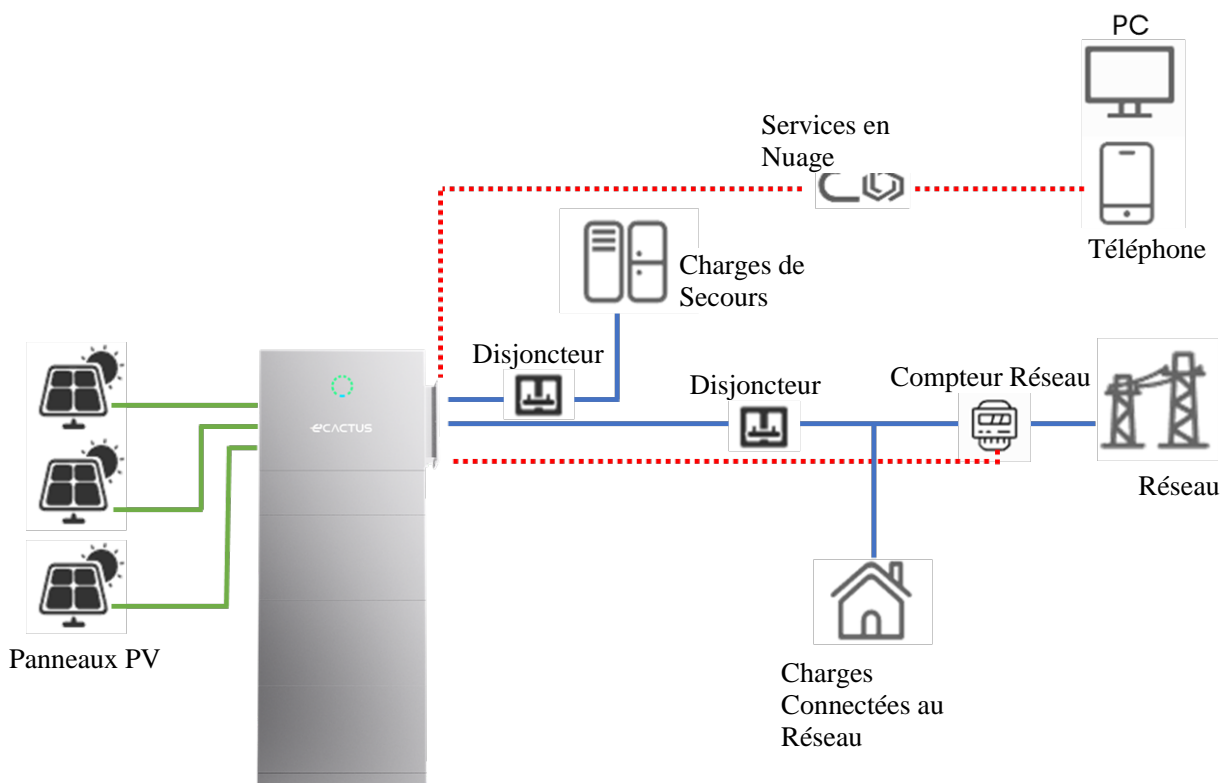 PC
Services en
Nuage
Téléphone
Charges de
Secours
Disjoncteur
Disjoncteur
Compteur Réseau
eCACTUS
Réseau
Panneaux PV
Charges
Connectées au
Réseau